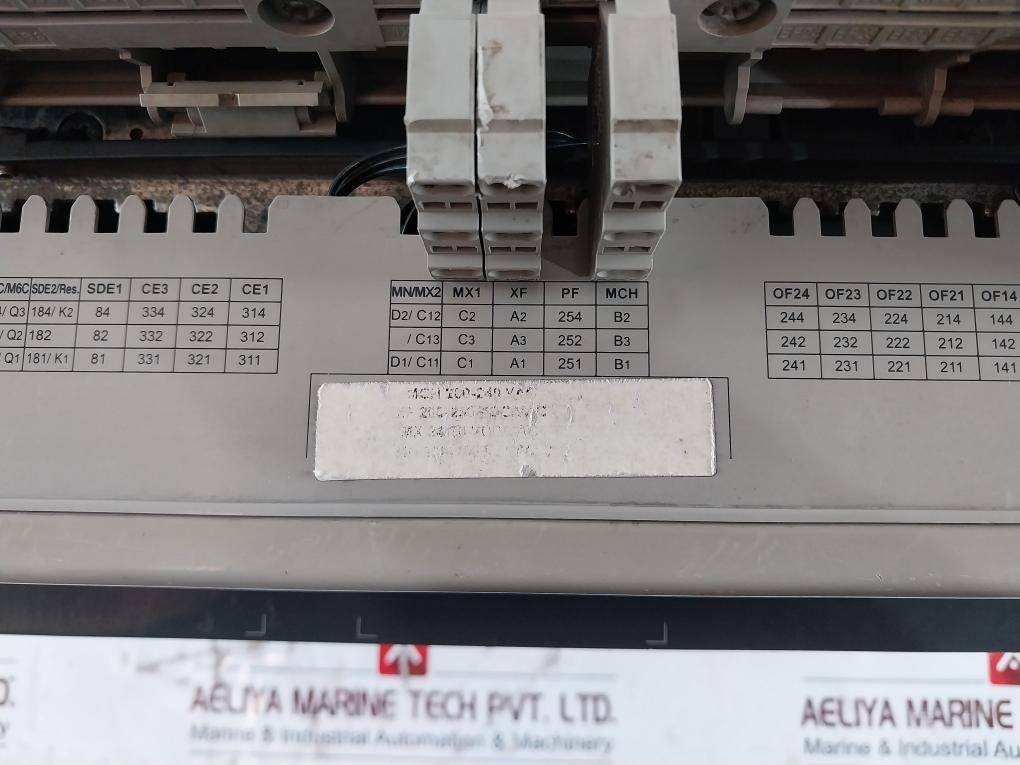 C/M6C SDE2/Res. SDE1 CE3 CE2 CE1
/ Q3 184/ K2 84 334 324 314
/ Q2 182 82 332 322 312
/ Q1 181/ K1 81 331 321 311
MN/MX2 MX1 XF PF MCH
D2/ C12 C2 A2 254 B2
/ C13 C3 A3 252 B3
D1/ C11 C1 A1 251 B1
OF24 OF23 OF22 OF21 OF14
244 234 224 214 144
242 232 222 212 142
241 231 221 211 141
MCH 200-240 VAC
AELIYA MARINE TECH PVT. LTD.
Marine & Industrial Automation & Machinery
AELIYA MARINE
Marine & Industrial Au